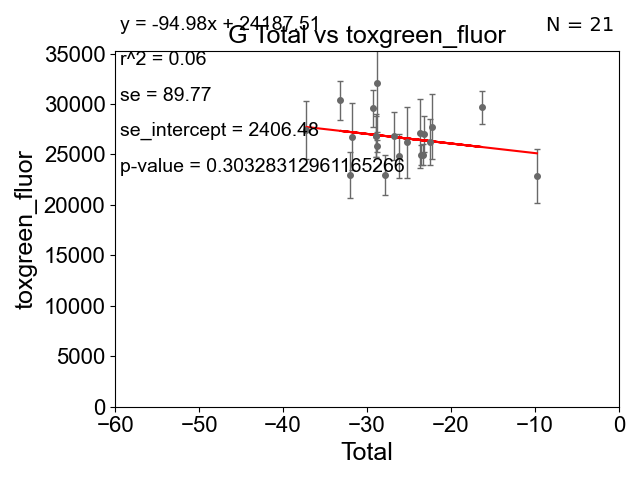 y = -94.98x + 24187.51
N = 21
G Total vs toxgreen_fluor
r^2 = 0.06
se = 89.77
se_intercept = 2406.48
p-value = 0.30328312961165266
35000
30000
25000
20000
15000
10000
5000
0
toxgreen_fluor
−60 −50 −40 −30 −20 −10 0
Total